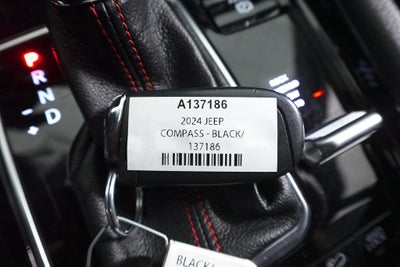 P
R
N
D
+
-
A137186
2024 JEEP
COMPASS - BLACK/
137186
BLACK/